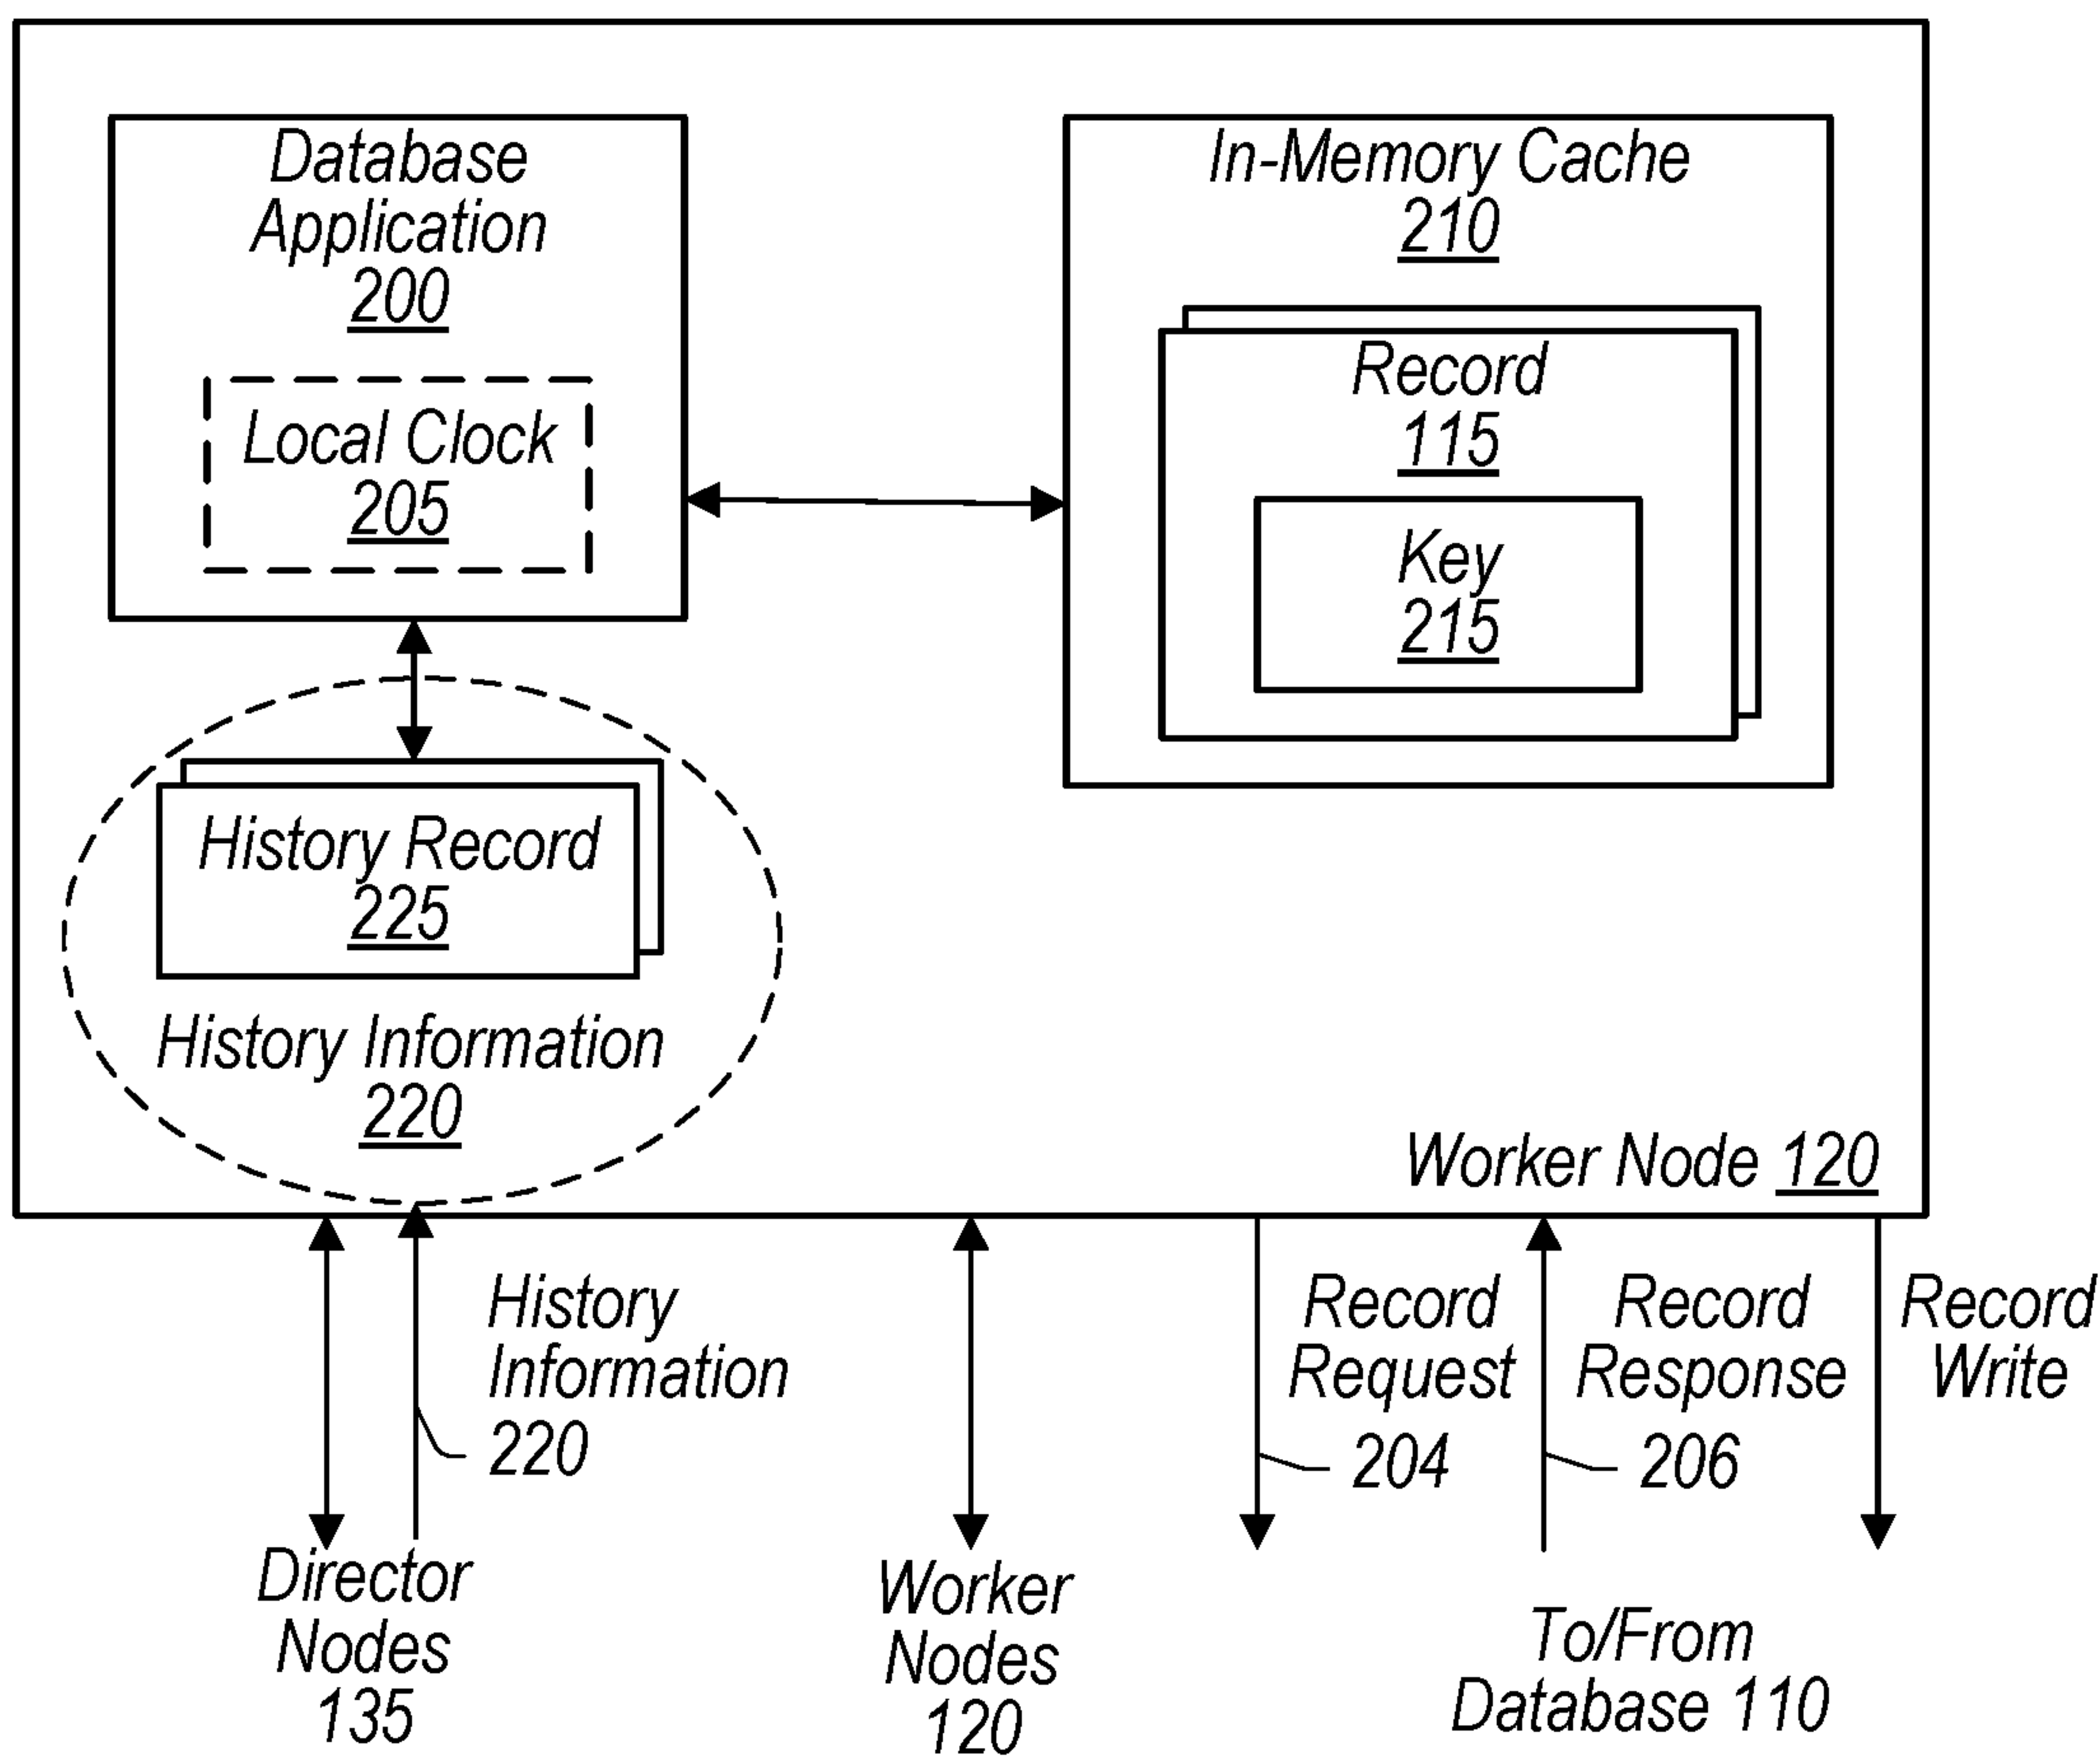 Database
Application
200
Local Clock
205
In-Memory Cache
210
Record
115
Key
215
History Record
225
History Information
220
Worker Node 120
History
Information
220
Record
Request
204
Record
Response
206
Record
Write
Director
Nodes
135
Worker
Nodes
120
To/From
Database 110